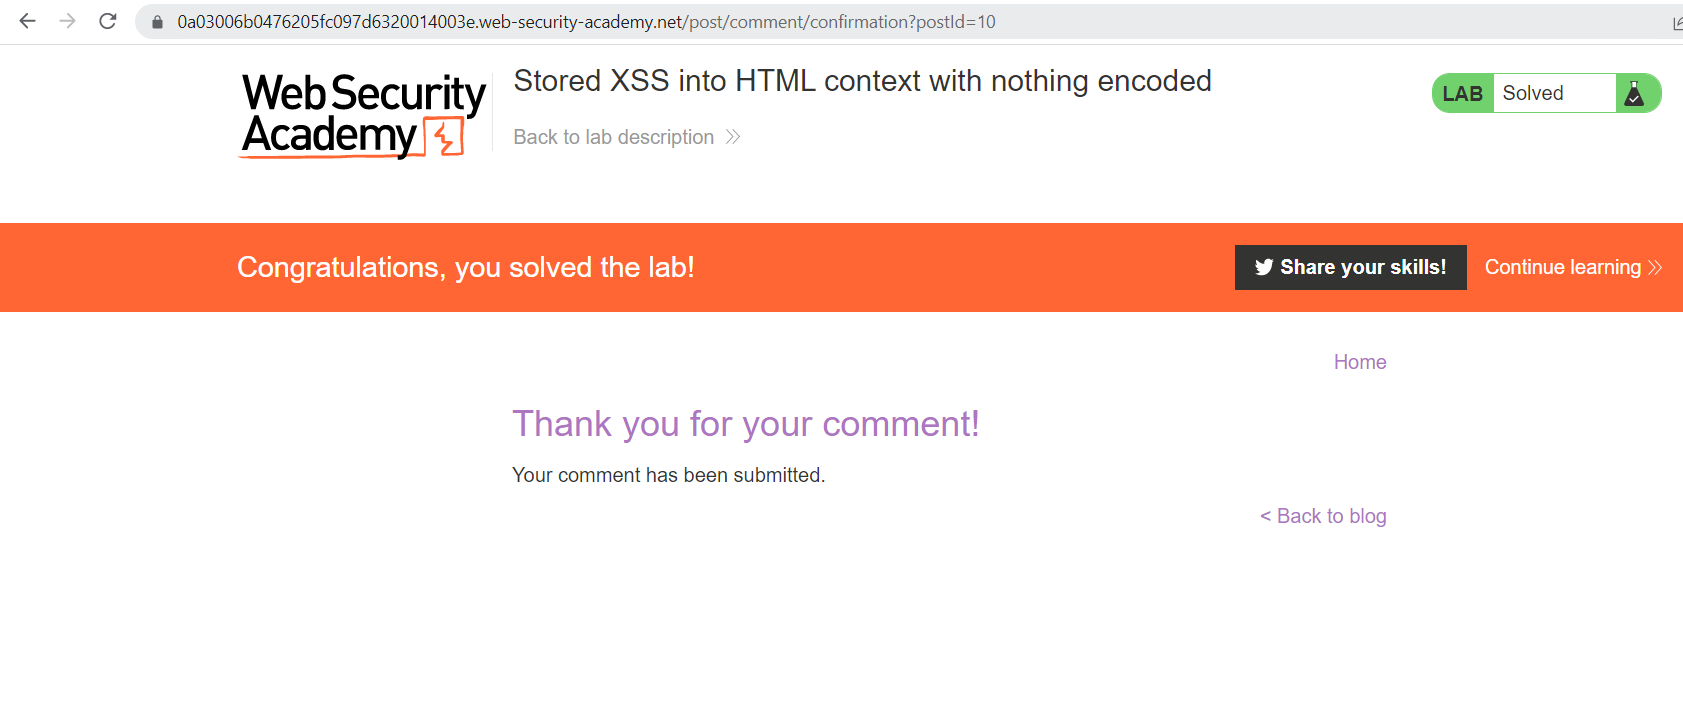 0a03006b0476205fc097d6320014003e.web-security-academy.net/post/comment/confirmation?postId=10
Web Security
Academy
Stored XSS into HTML context with nothing encoded
Back to lab description
LAB Solved
Congratulations, you solved the lab!
Share your skills!
Continue learning
Home
Thank you for your comment!
Your comment has been submitted.
< Back to blog